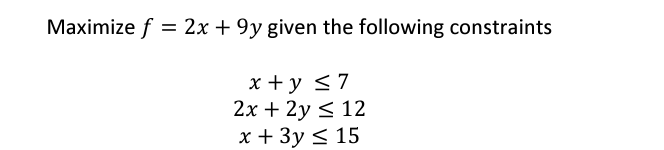 Maximize f = 2x + 9y given the following constraints
x + y ≤ 7
2x + 2y ≤ 12
x + 3y ≤ 15